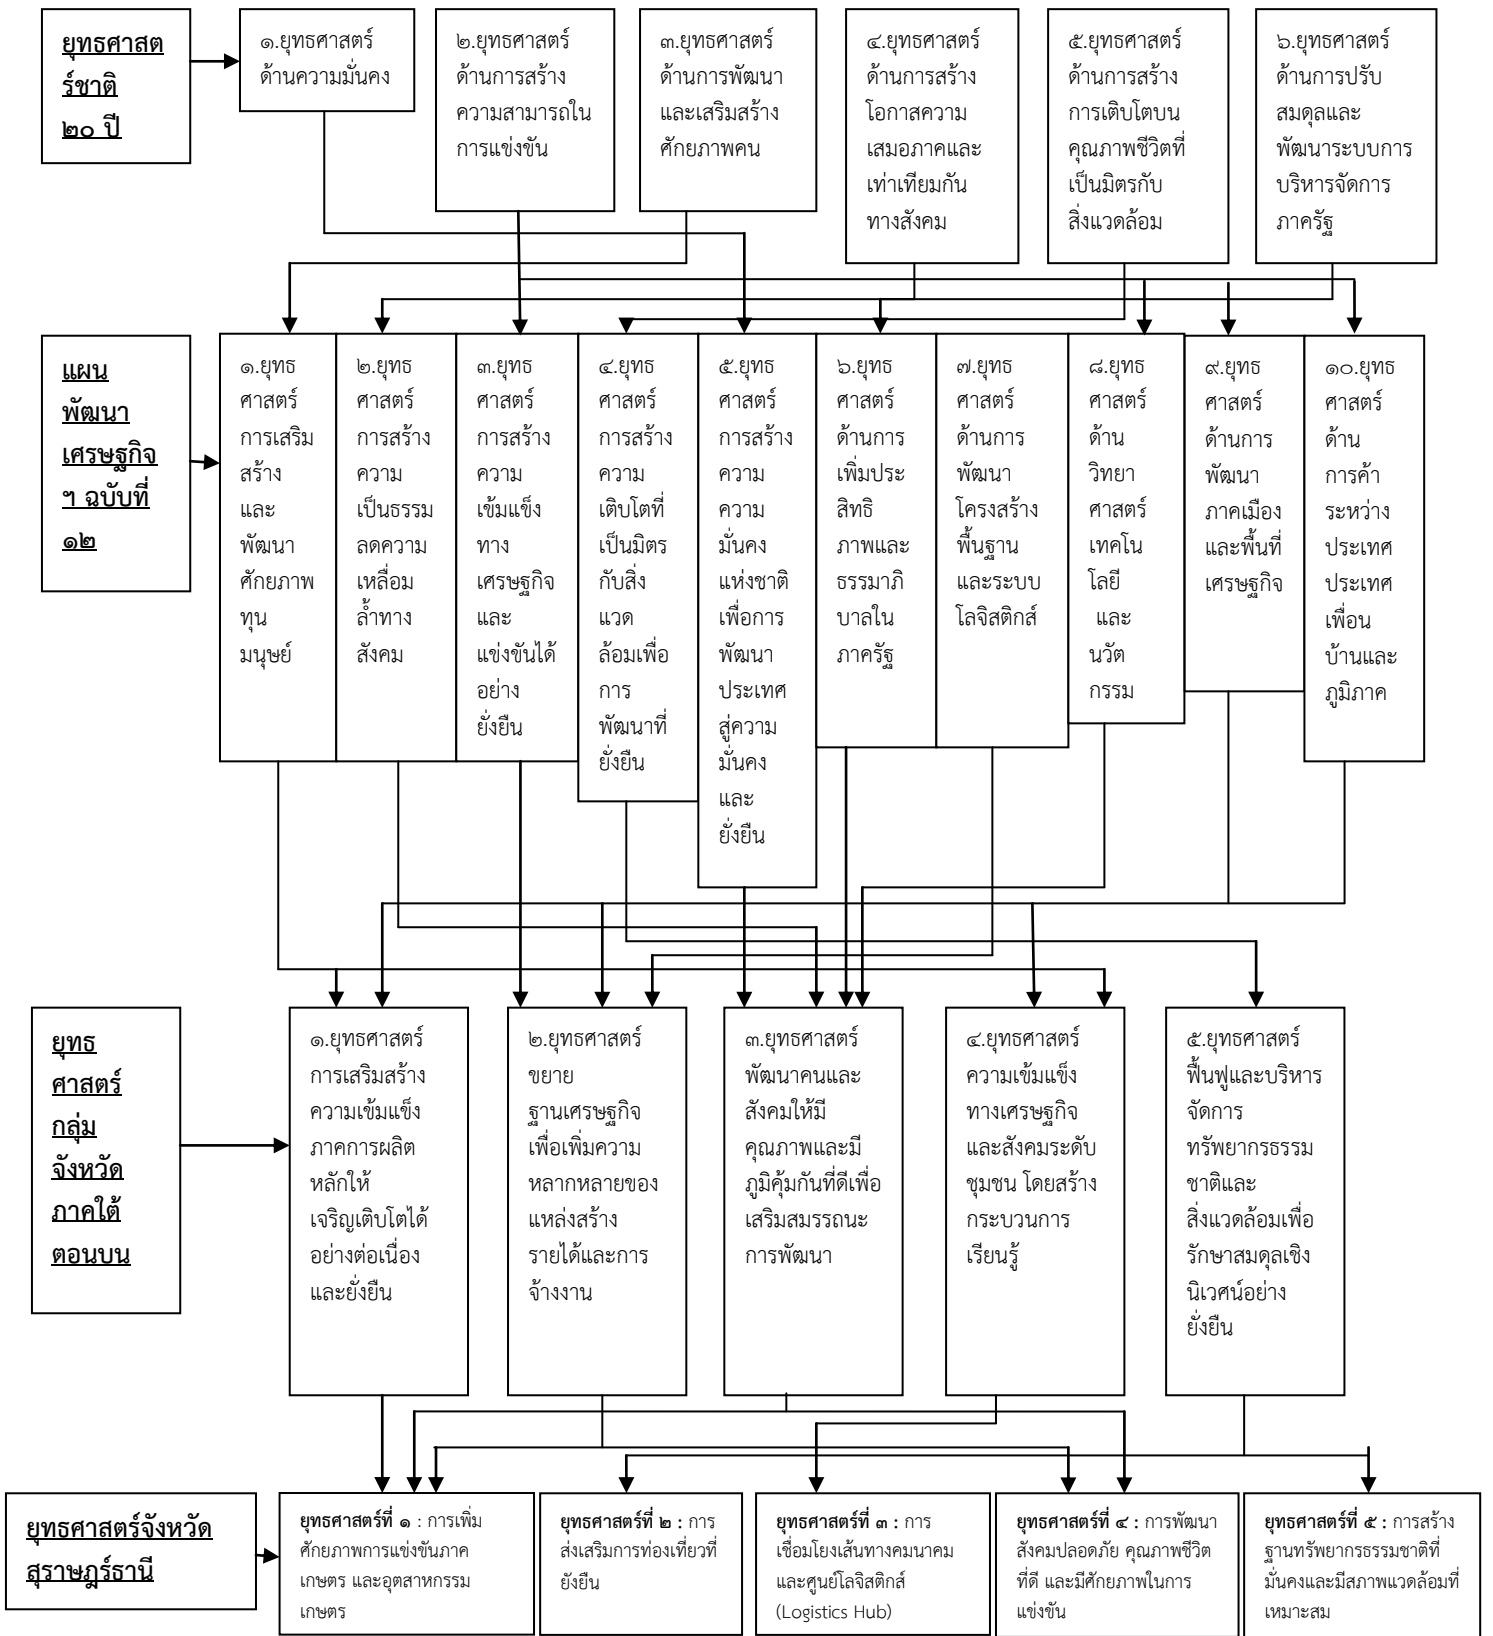 ยุทธศาสต
ร์ชาติ
๒๐ ปี
๑.ยุทธศาสตร์
ด้านความมั่นคง
๒.ยุทธศาสตร์
ด้านการสร้าง
ความสามารถใน
การแข่งขัน
๓.ยุทธศาสตร์
ด้านการพัฒนา
และเสริมสร้าง
ศักยภาพคน
๔.ยุทธศาสตร์
ด้านการสร้าง
โอกาสความ
เสมอภาคและ
เท่าเทียมกัน
ทางสังคม
๕.ยุทธศาสตร์
ด้านการสร้าง
การเติบโตบน
คุณภาพชีวิตที่
เป็นมิตรกับ
สิ่งแวดล้อม
๖.ยุทธศาสตร์
ด้านการปรับ
สมดุลและ
พัฒนาระบบการ
บริหารจัดการ
ภาครัฐ
แผน
พัฒนา
เศรษฐกิจ
ฯ ฉบับที่
๑๒
๑.ยุทธ
ศาสตร์
การเสริม
สร้าง
และ
พัฒนา
ศักยภาพ
ทุน
มนุษย์
๒.ยุทธ
ศาสตร์
การสร้าง
ความ
เป็นธรรม
ลดความ
เหลื่อม
ล้ำทาง
สังคม
๓.ยุทธ
ศาสตร์
การสร้าง
ความ
เข้มแข็ง
ทาง
เศรษฐกิจ
และ
แข่งขันได้
อย่าง
ยั่งยืน
๔.ยุทธ
ศาสตร์
การสร้าง
ความ
เติบโตที่
เป็นมิตร
กับสิ่ง
แวด
ล้อมเพื่อ
การ
พัฒนาที่
ยั่งยืน
๕.ยุทธ
ศาสตร์
การสร้าง
ความ
ความ
มั่นคง
แห่งชาติ
เพื่อการ
พัฒนา
ประเทศ
สู่ความ
มั่นคง
และ
ยั่งยืน
๖.ยุทธ
ศาสตร์
ด้านการ
เพิ่มประ
สิทธิ
ภาพและ
ธรรมาภิ
บาลใน
ภาครัฐ
๗.ยุทธ
ศาสตร์
ด้านการ
พัฒนา
โครงสร้าง
พื้นฐาน
และระบบ
โลจิสติกส์
๘.ยุทธ
ศาสตร์
ด้าน
วิทยา
ศาสตร์
เทคโน
โลยี
และ
นวัต
กรรม
๙.ยุทธ
ศาสตร์
ด้านการ
พัฒนา
ภาคเมือง
และพื้นที่
เศรษฐกิจ
๑๐.ยุทธ
ศาสตร์
ด้าน
การค้า
ระหว่าง
ประเทศ
ประเทศ
เพื่อน
บ้านและ
ภูมิภาค
ยุทธ
ศาสตร์
กลุ่ม
จังหวัด
ภาคใต้
ตอนบน
๑.ยุทธศาสตร์
การเสริมสร้าง
ความเข้มแข็ง
ภาคการผลิต
หลักให้
เจริญเติบโตได้
อย่างต่อเนื่อง
และยั่งยืน
๒.ยุทธศาสตร์
ขยาย
ฐานเศรษฐกิจ
เพื่อเพิ่มความ
หลากหลายของ
แหล่งสร้าง
รายได้และการ
จ้างงาน
๓.ยุทธศาสตร์
พัฒนาคนและ
สังคมให้มี
คุณภาพและมี
ภูมิคุ้มกันที่ดีเพื่อ
เสริมสมรรถนะ
การพัฒนา
๔.ยุทธศาสตร์
ความเข้มแข็ง
ทางเศรษฐกิจ
และสังคมระดับ
ชุมชน โดยสร้าง
กระบวนการ
เรียนรู้
๕.ยุทธศาสตร์
ฟื้นฟูและบริหาร
จัดการ
ทรัพยากรธรรม
ชาติและ
สิ่งแวดล้อมเพื่อ
รักษาสมดุลเชิง
นิเวศน์อย่าง
ยั่งยืน
ยุทธศาสตร์จังหวัด
สุราษฎร์ธานี
ยุทธศาสตร์ที่ ๑ : การเพิ่ม
ศักยภาพการแข่งขันภาค
เกษตร และอุตสาหกรรม
เกษตร
ยุทธศาสตร์ที่ ๒ : การ
ส่งเสริมการท่องเที่ยวที่
ยังยืน
ยุทธศาสตร์ที่ ๓ : การ
เชื่อมโยงเส้นทางคมนาคม
และศูนย์โลจิสติกส์
(Logistics Hub)
ยุทธศาสตร์ที่ ๔ : การพัฒนา
สังคมปลอดภัย คุณภาพชีวิต
ที่ดี และมีศักยภาพในการ
แข่งขัน
ยุทธศาสตร์ที่ ๕ : การสร้าง
ฐานทรัพยากรธรรมชาติที่
มั่นคงและมีสภาพแวดล้อมที่
เหมาะสม